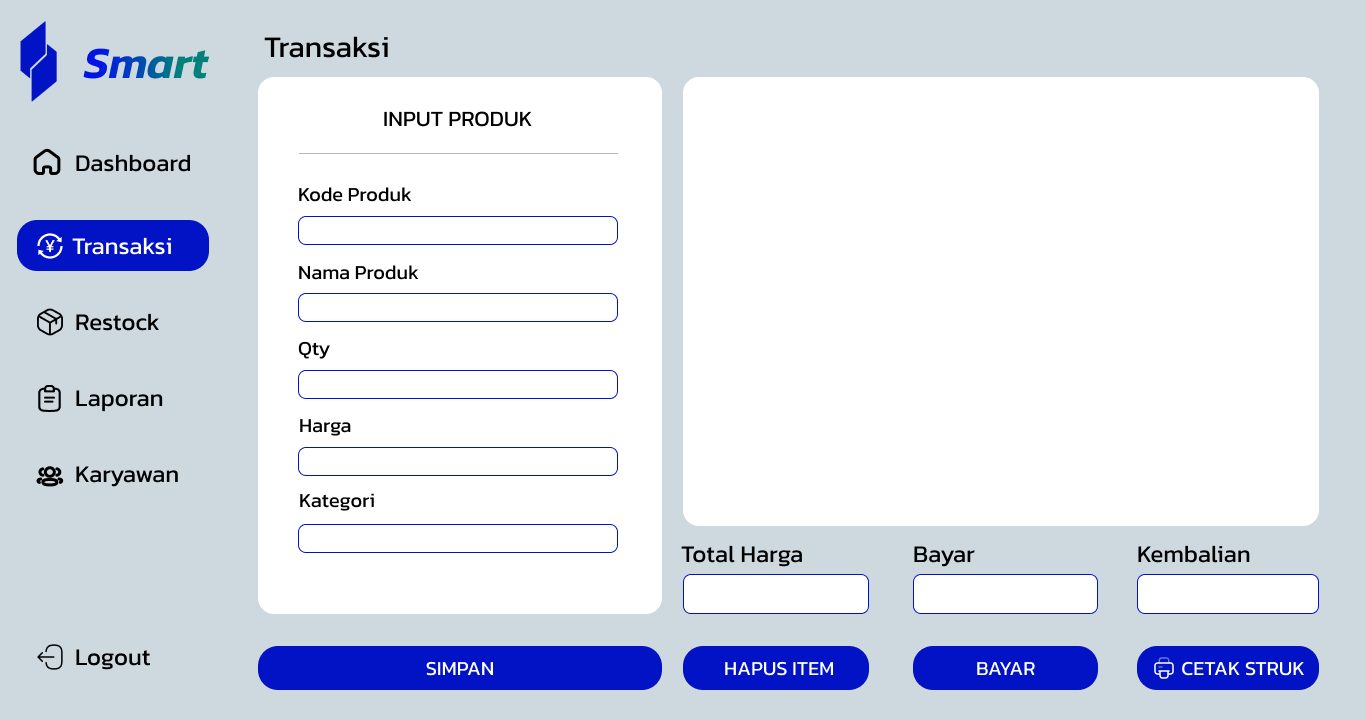 Smart
Dashboard
Transaksi
Restock
Laporan
Karyawan
Logout
Transaksi
INPUT PRODUK
Kode Produk
Nama Produk
Qty
Harga
Kategori
SIMPAN
Total Harga
Bayar
Kembalian
HAPUS ITEM
BAYAR
CETAK STRUK